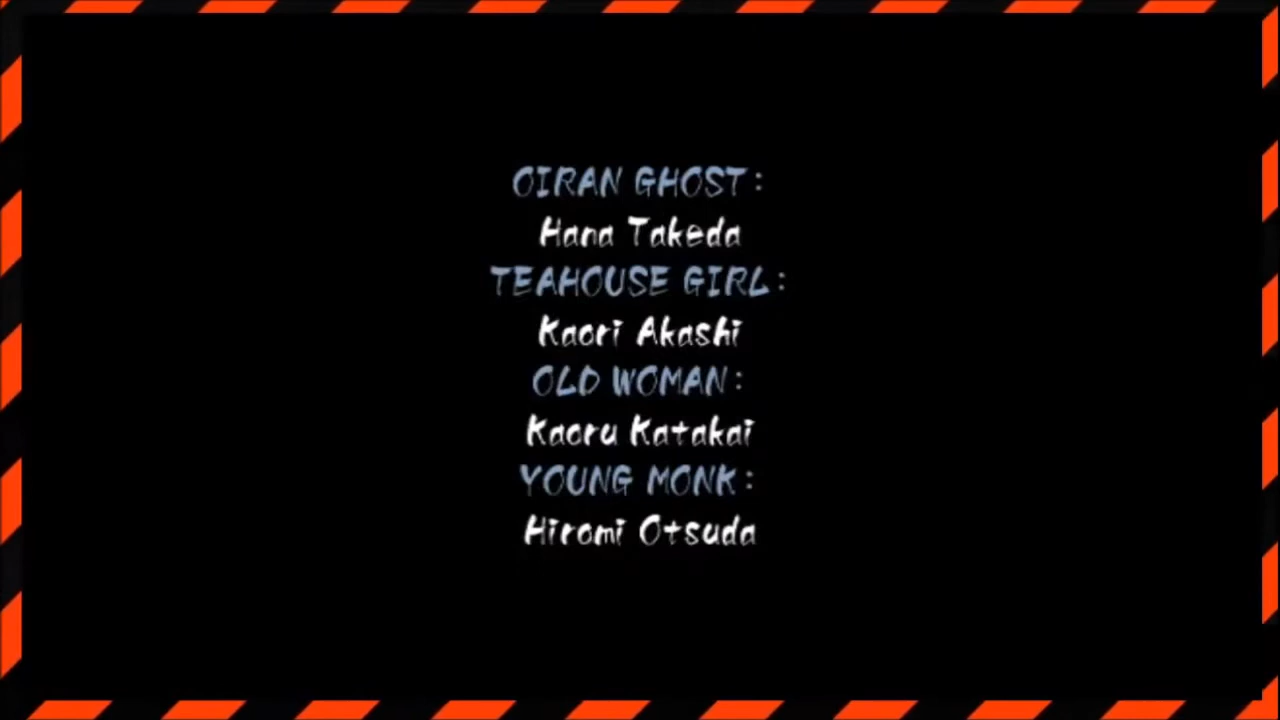 OIRAN GHOST:
Hana Takeda
TEAHOUSE GIRL:
Kaori Akashi
OLD WOMAN:
Kaoru Katakai
YOUNG MONK:
Hiromi Otsuda